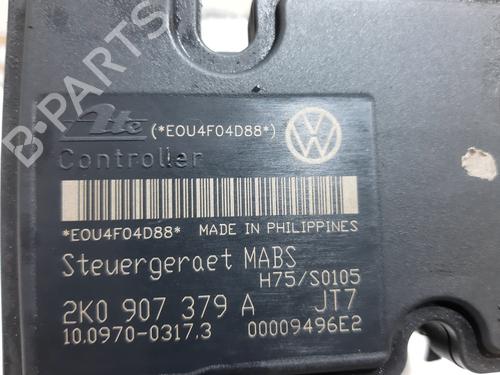 B-PARTS
Ate (*EOU4F04D88*)
Controller
*EOU4F04D88* MADE IN PHILIPPINES
Steuergeraet MABS
H75/S0105
2K0 907 379 A JT7
10.0970-0317.3 00009496E2